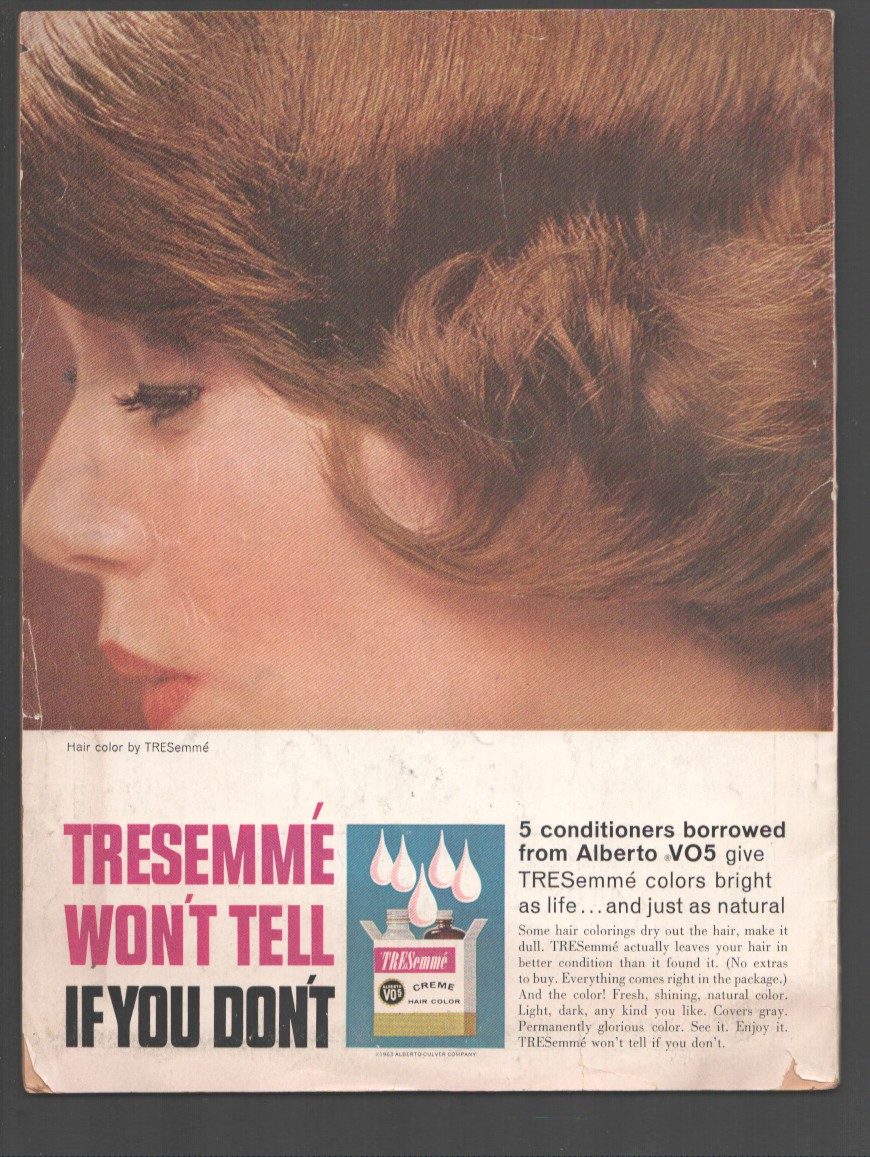 Hair color by TRESemmé
TRESEMMÉ
WON'T TELL
IF YOU DON'T
TRESemmé
ALBERTO
VO5
CREME
HAIR COLOR
©1963 ALBERTO-CULVER COMPANY
5 conditioners borrowed
from Alberto ®VO5 give
TRESemmé colors bright
as life...and just as natural
Some hair colorings dry out the hair, make it
dull. TRESemmé actually leaves your hair in
better condition than it found it. (No extras
to buy. Everything comes right in the package.)
And the color! Fresh, shining, natural color.
Light, dark, any kind you like. Covers gray.
Permanently glorious color. See it. Enjoy it.
TRESemmé won't tell if you don't.